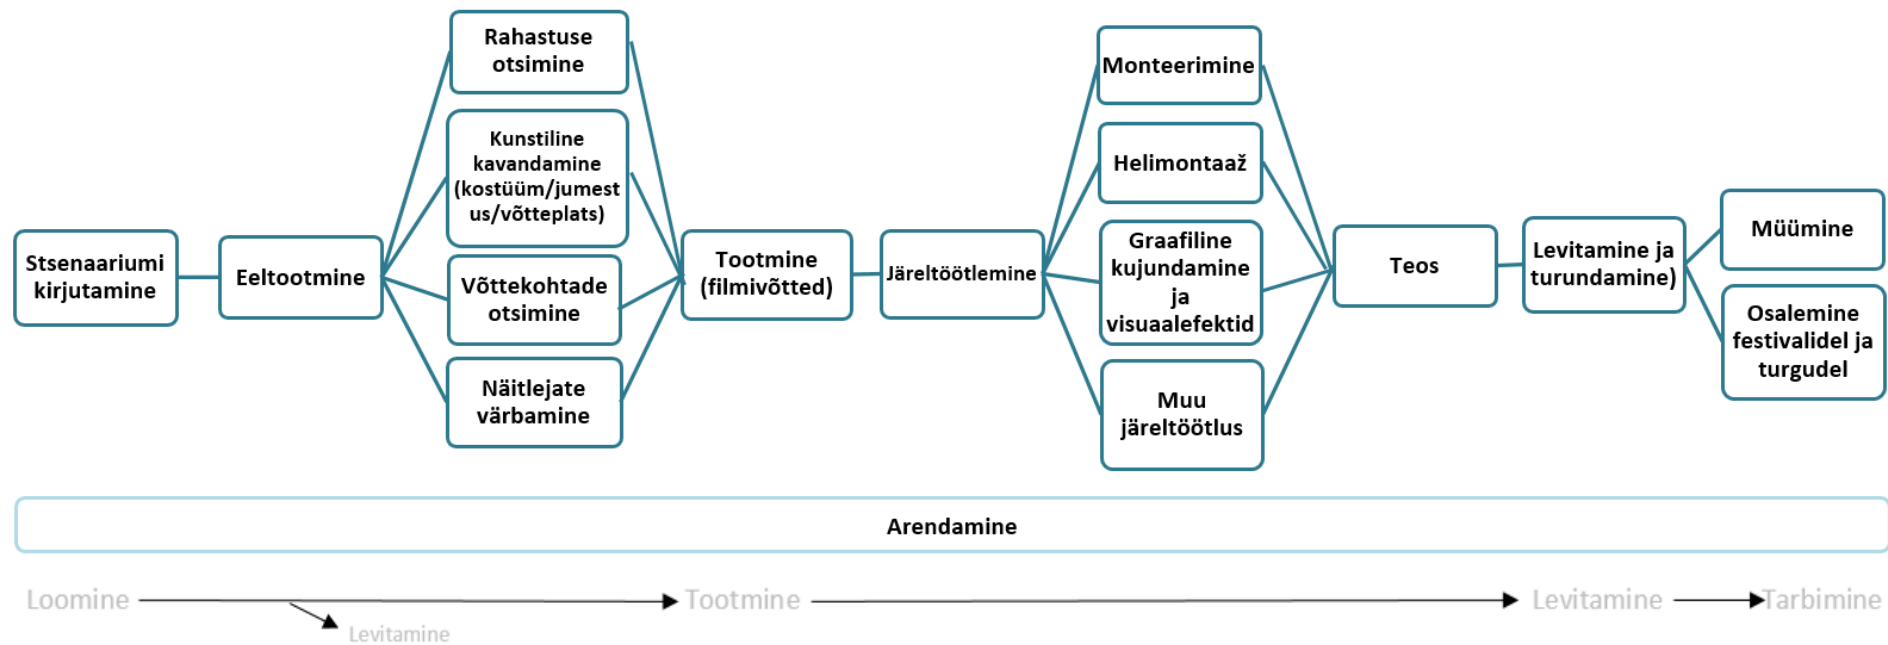 Stsenaariumi
kirjutamine
Eeltootmine
Rahastuse
otsimine
Kunstiline
kavandamine
(kostüüm/jumest
us/võtteplats)
Võttekohtade
otsimine
Näitlejate
värbamine
Tootmine
(filmivõtted)
Järeltöötlemine
Monteerimine
Helimontaaž
Graafiline
kujundamine
ja
visuaalefektid
Muu
järeltöötlus
Teos
Levitamine ja
turundamine)
Müümine
Osalemine
festivalidel ja
turgudel
Arendamine
Loomine
Levitamine
Tootmine
Levitamine
Tarbimine